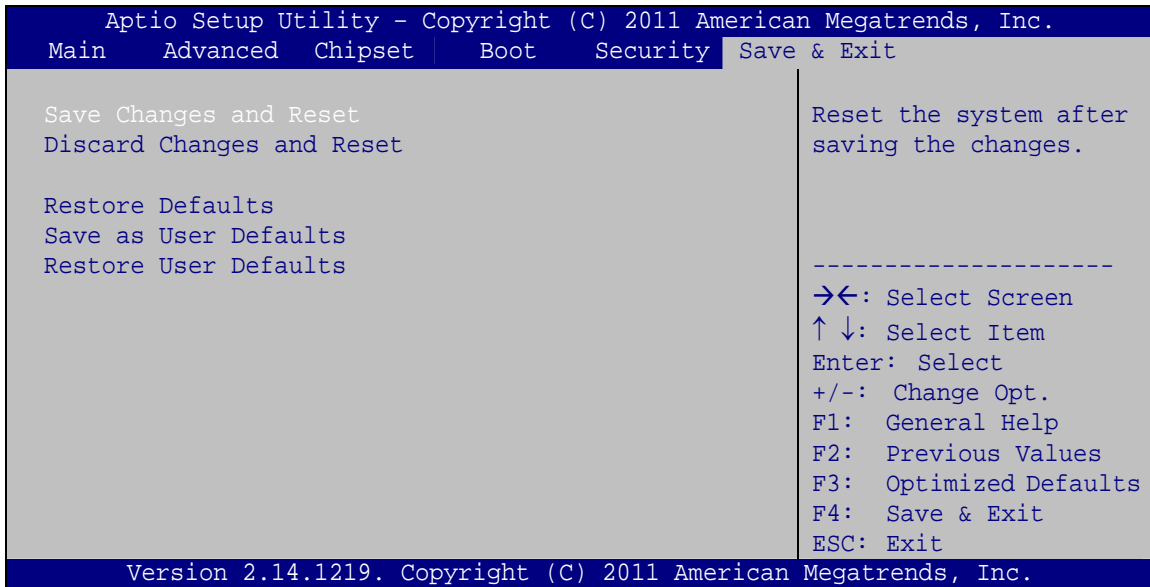 Aptio Setup Utility – Copyright (C) 2011 American Megatrends, Inc.
Main Advanced Chipset Boot Security Save & Exit
Save Changes and Reset
Discard Changes and Reset
Restore Defaults
Save as User Defaults
Restore User Defaults
Reset the system after
saving the changes.
---------------------
→←: Select Screen
↑ ↓: Select Item
Enter: Select
+/-: Change Opt.
F1: General Help
F2: Previous Values
F3: Optimized Defaults
F4: Save & Exit
ESC: Exit
Version 2.14.1219. Copyright (C) 2011 American Megatrends, Inc.